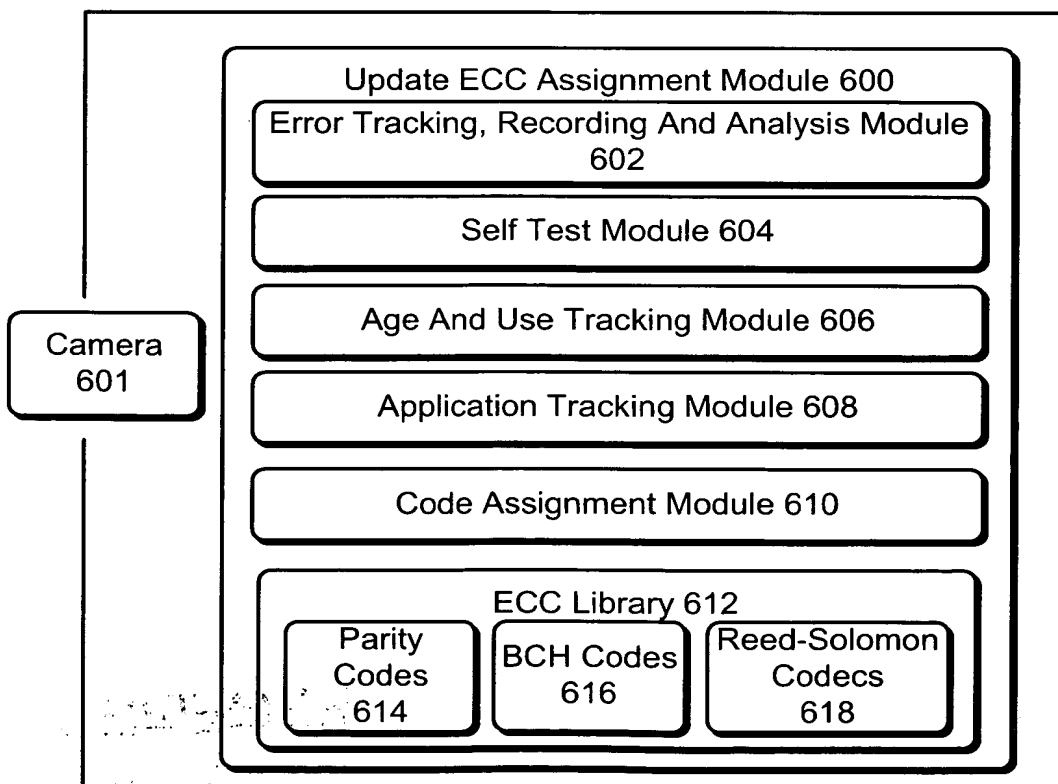 Update ECC Assignment Module 600
Error Tracking, Recording And Analysis Module
602
Self Test Module 604
Camera
601
Age And Use Tracking Module 606
Application Tracking Module 608
Code Assignment Module 610
ECC Library 612
Parity
Codes
614
BCH Codes
616
Reed-Solomon
Codecs
618